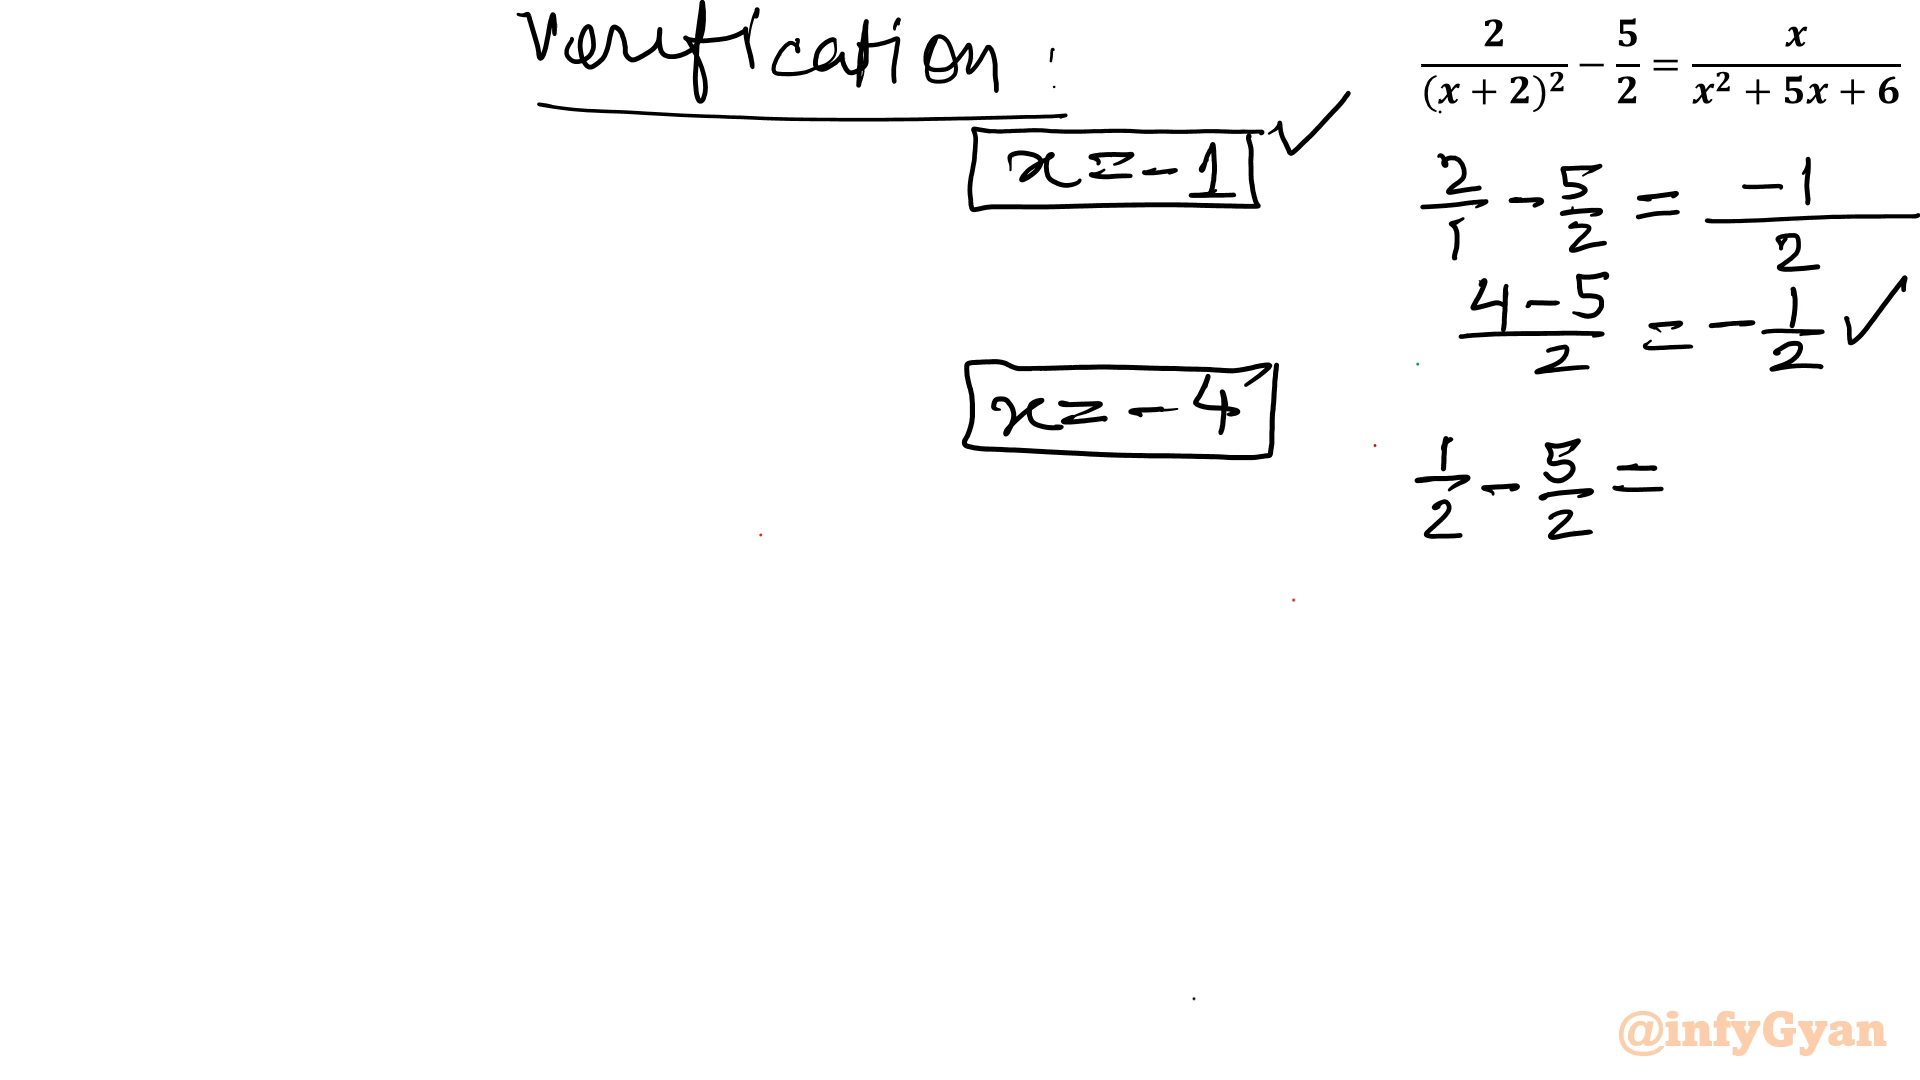 Verification :
2/(x + 2)² − 5/2 = x/(x² + 5x + 6)
x = - 1 ✓
2/1 - 5/2 = -1/2
(4 - 5)/2 = - 1/2 ✓
x = - 4
1/2 - 5/2 =
@infyGyan